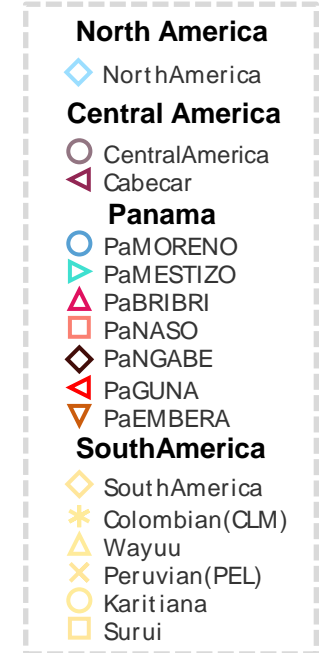 North America
NorthAmerica
Central America
CentralAmerica
Cabecar
Panama
PaMORENO
PaMESTIZO
PaBRIBRI
PaNASO
PaNGABE
PaGUNA
PaEMBERA
SouthAmerica
SouthAmerica
Colombian(CLM)
Wayuu
Peruvian(PEL)
Karitiana
Surui